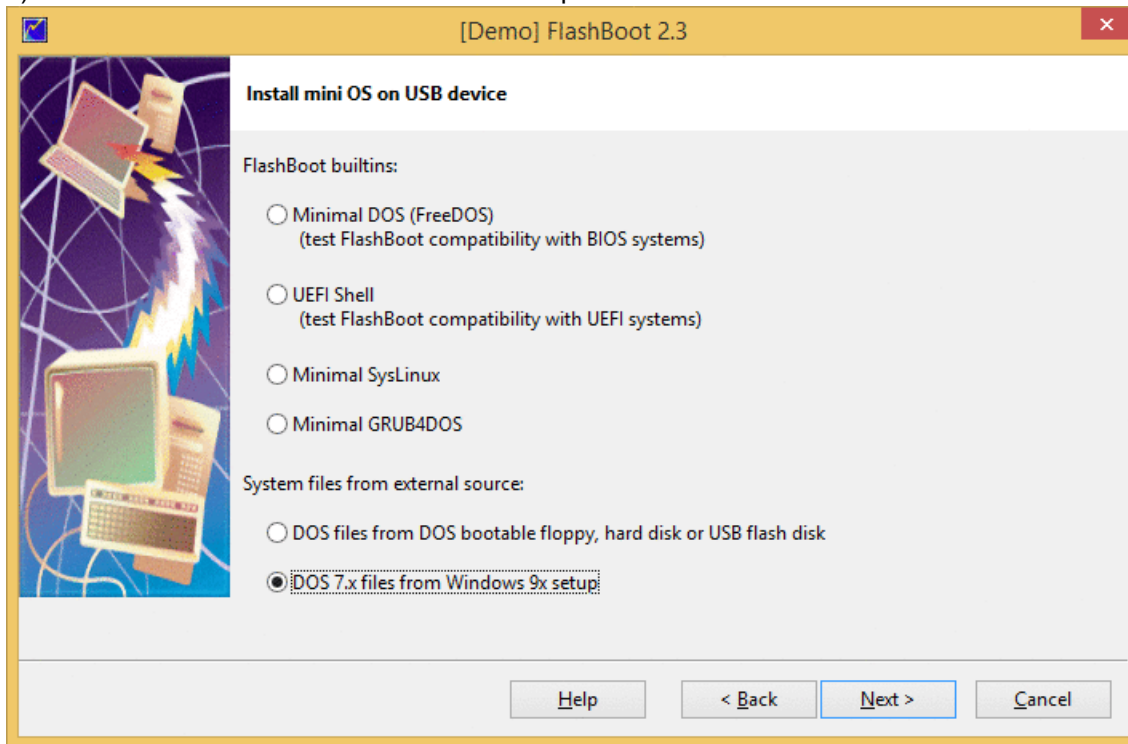 [Demo] FlashBoot 2.3
Install mini OS on USB device
FlashBoot builtins:
Minimal DOS (FreeDOS)
(test FlashBoot compatibility with BIOS systems)
UEFI Shell
(test FlashBoot compatibility with UEFI systems)
Minimal SysLinux
Minimal GRUB4DOS
System files from external source:
DOS files from DOS bootable floppy, hard disk or USB flash disk
DOS 7.x files from Windows 9x setup
Help < Back Next > Cancel